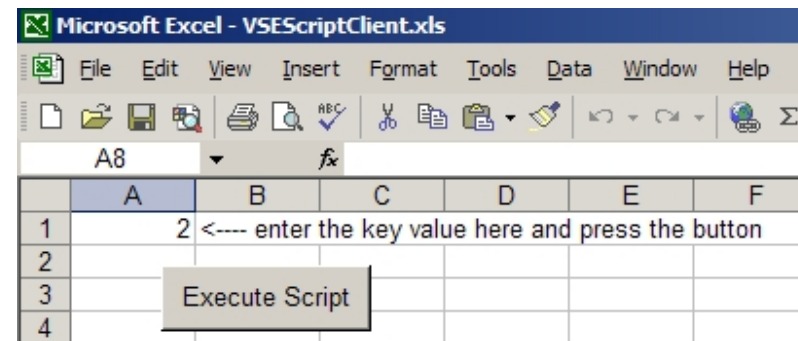 Microsoft Excel - VSEScriptClient.xls
File Edit View Insert Format Tools Data Window Help
ABC Σ
A8 fx
A B C D E F
1 2 <---- enter the key value here and press the button
2
3 Execute Script
4